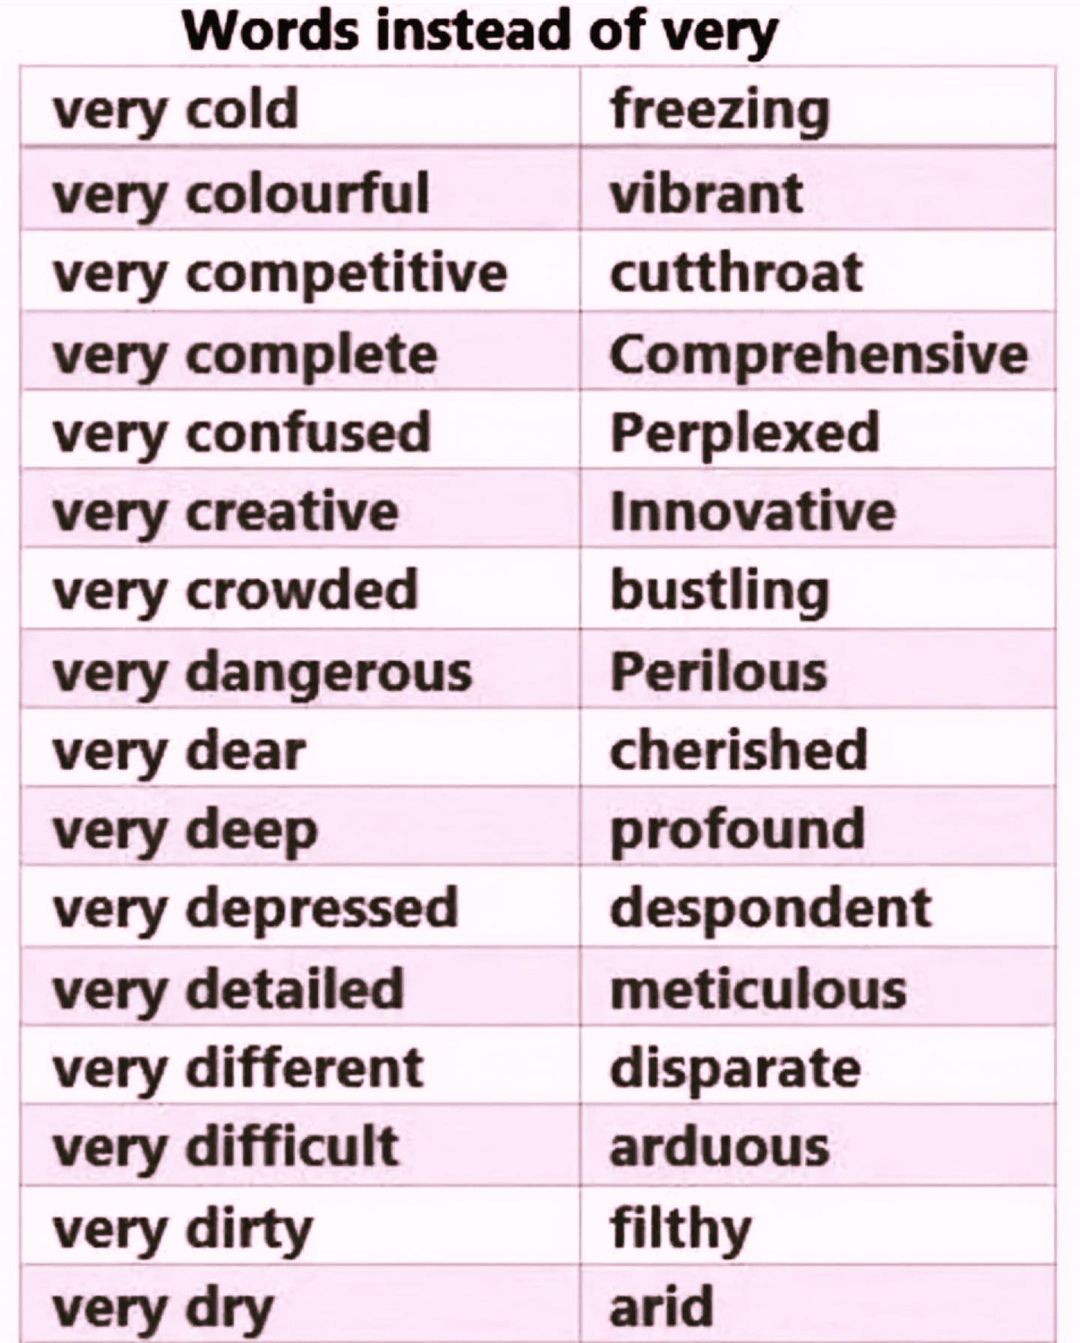 Words instead of very
very cold freezing
very colourful vibrant
very competitive cutthroat
very complete Comprehensive
very confused Perplexed
very creative Innovative
very crowded bustling
very dangerous Perilous
very dear cherished
very deep profound
very depressed despondent
very detailed meticulous
very different disparate
very difficult arduous
very dirty filthy
very dry arid